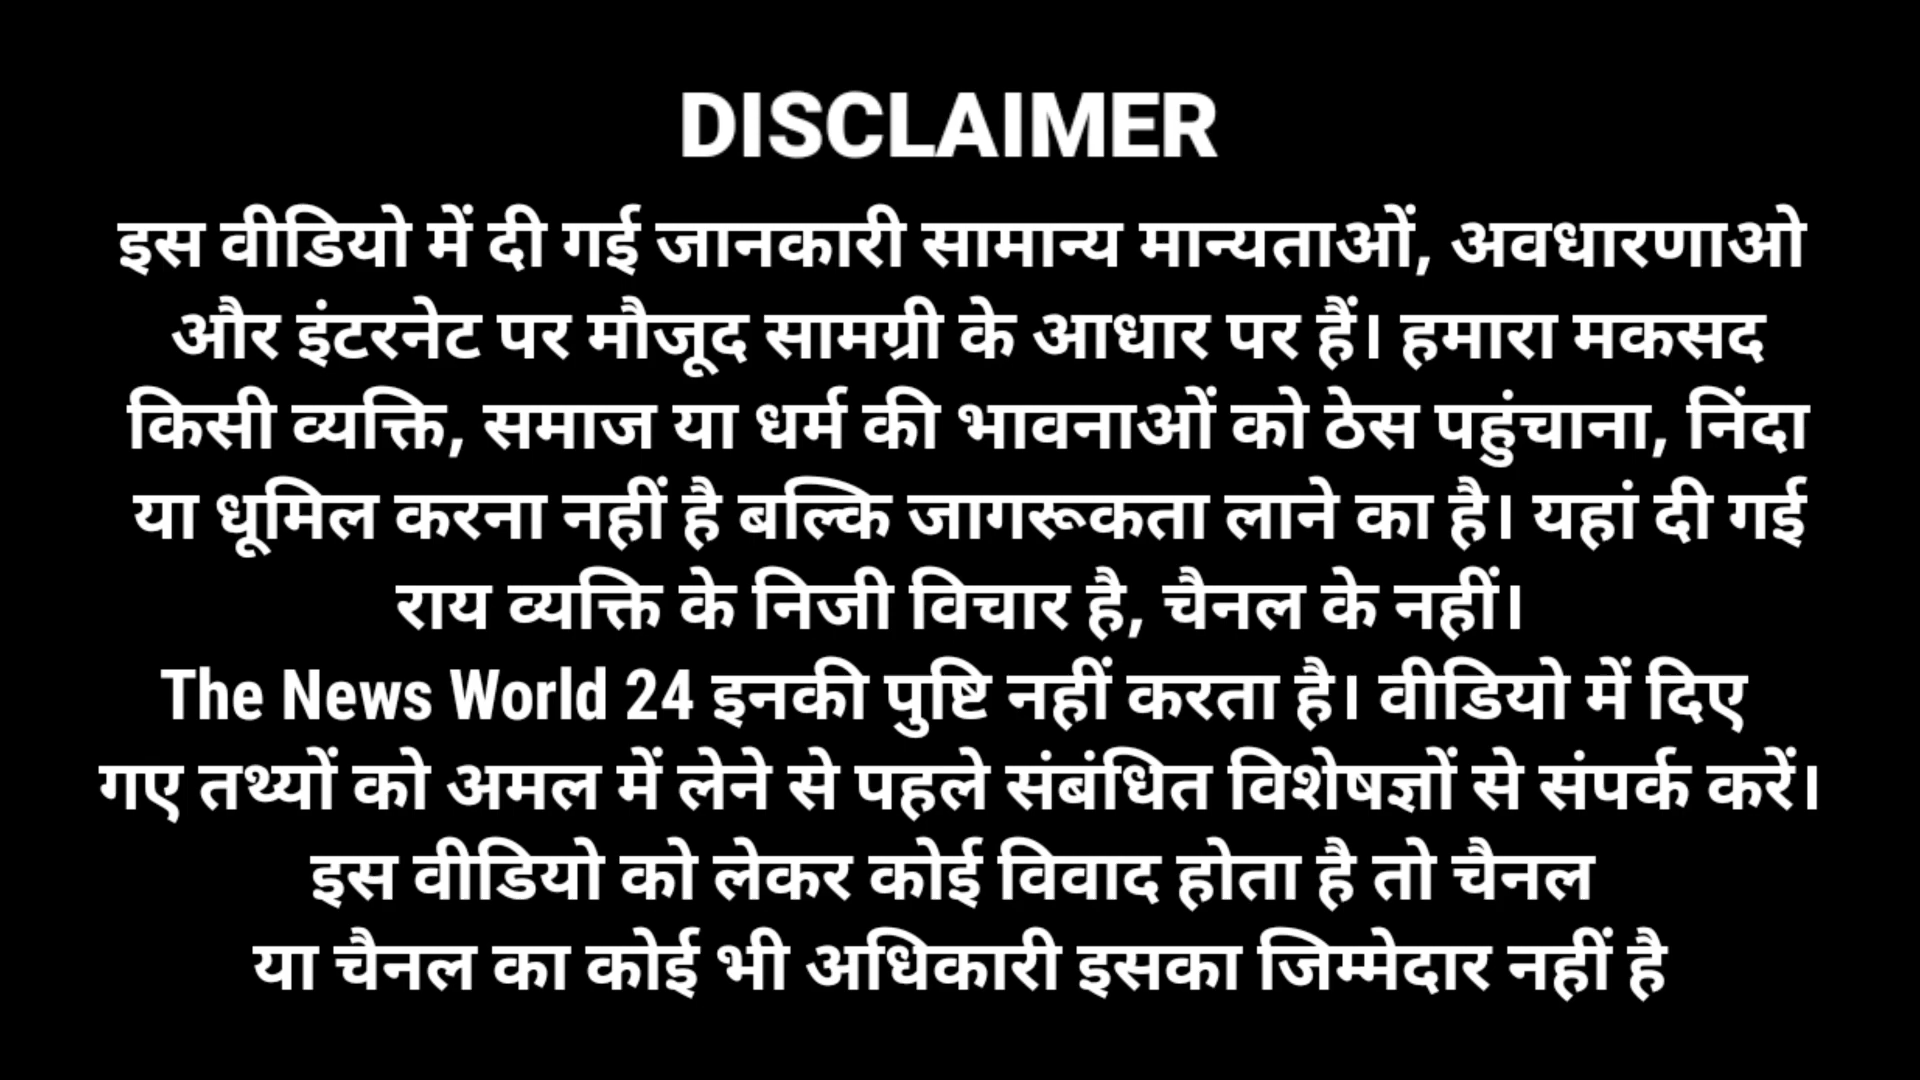 DISCLAIMER
इस वीडियो में दी गई जानकारी सामान्य मान्यताओं, अवधारणाओ
और इंटरनेट पर मौजूद सामग्री के आधार पर हैं। हमारा मकसद
किसी व्यक्ति, समाज या धर्म की भावनाओं को ठेस पहुंचाना, निंदा
या धूमिल करना नहीं है बल्कि जागरूकता लाने का है। यहां दी गई
राय व्यक्ति के निजी विचार है, चैनल के नहीं।
The News World 24 इनकी पुष्टि नहीं करता है। वीडियो में दिए
गए तथ्यों को अमल में लेने से पहले संबंधित विशेषज्ञों से संपर्क करें।
इस वीडियो को लेकर कोई विवाद होता है तो चैनल
या चैनल का कोई भी अधिकारी इसका जिम्मेदार नहीं है